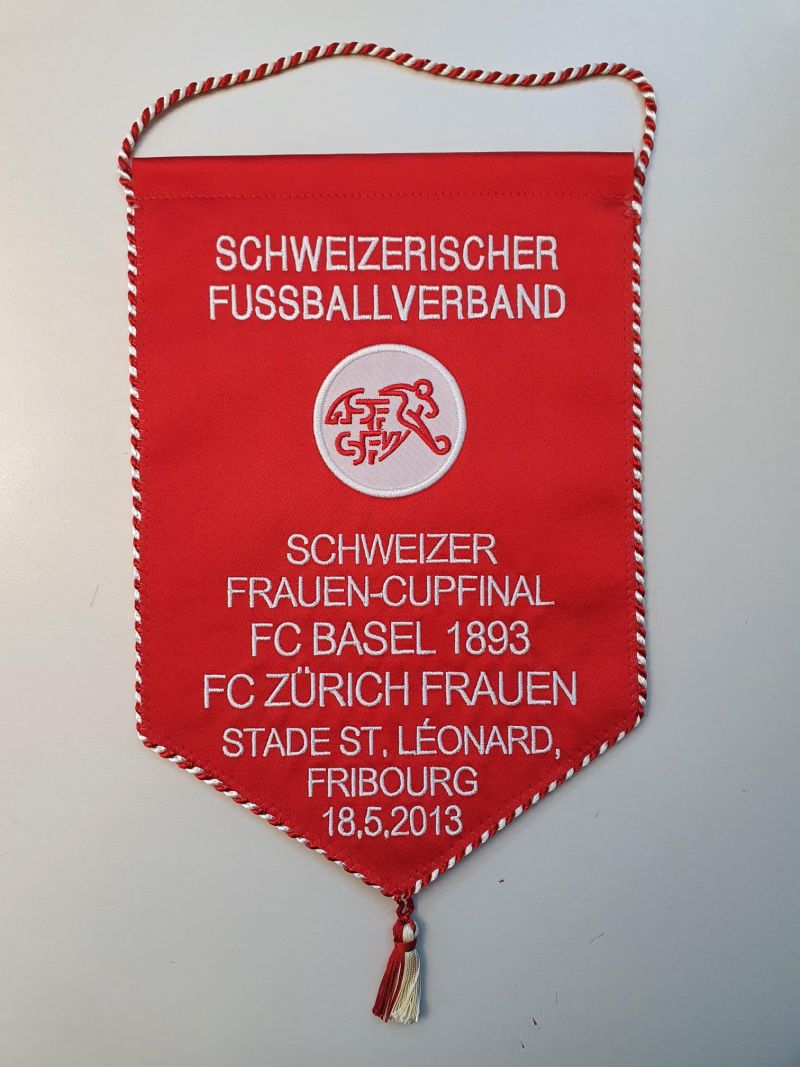 SCHWEIZERISCHER
FUSSBALLVERBAND
ASF
SFV
SCHWEIZER
FRAUEN-CUPFINAL
FC BASEL 1893
FC ZÜRICH FRAUEN
STADE ST. LÉONARD,
FRIBOURG
18.5.2013